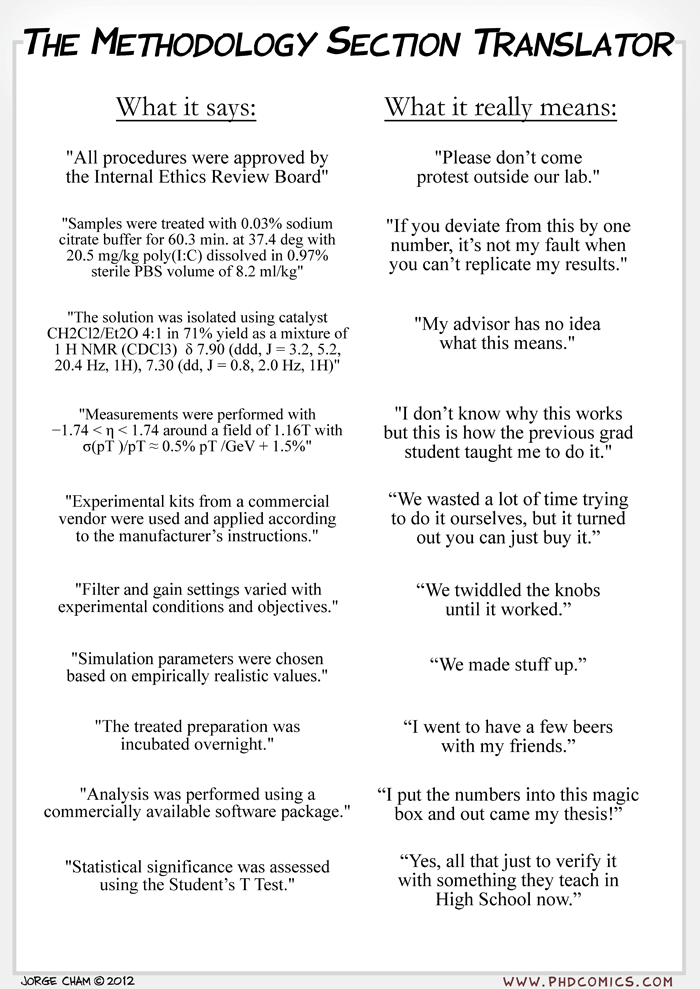 THE METHODOLOGY SECTION TRANSLATOR
What it says:
What it really means:
"All procedures were approved by
the Internal Ethics Review Board"
"Please don’t come
protest outside our lab."
"Samples were treated with 0.03% sodium
citrate buffer for 60.3 min. at 37.4 deg with
20.5 mg/kg poly(I:C) dissolved in 0.97%
sterile PBS volume of 8.2 ml/kg"
"If you deviate from this by one
number, it’s not my fault when
you can’t replicate my results."
"The solution was isolated using catalyst
CH2Cl2/Et2O 4:1 in 71% yield as a mixture of
1 H NMR (CDCl3) δ 7.90 (ddd, J = 3.2, 5.2,
20.4 Hz, 1H), 7.30 (dd, J = 0.8, 2.0 Hz, 1H)"
"My advisor has no idea
what this means."
"Measurements were performed with
−1.74 < η < 1.74 around a field of 1.16T with
σ(pT )/pT ≈ 0.5% pT /GeV + 1.5%"
"I don’t know why this works
but this is how the previous grad
student taught me to do it."
"Experimental kits from a commercial
vendor were used and applied according
to the manufacturer’s instructions."
“We wasted a lot of time trying
to do it ourselves, but it turned
out you can just buy it.”
"Filter and gain settings varied with
experimental conditions and objectives."
“We twiddled the knobs
until it worked.”
"Simulation parameters were chosen
based on empirically realistic values."
“We made stuff up.”
"The treated preparation was
incubated overnight."
“I went to have a few beers
with my friends.”
"Analysis was performed using a
commercially available software package."
“I put the numbers into this magic
box and out came my thesis!”
"Statistical significance was assessed
using the Student’s T Test."
“Yes, all that just to verify it
with something they teach in
High School now.”
JORGE CHAM © 2012
WWW.PHDCOMICS.COM